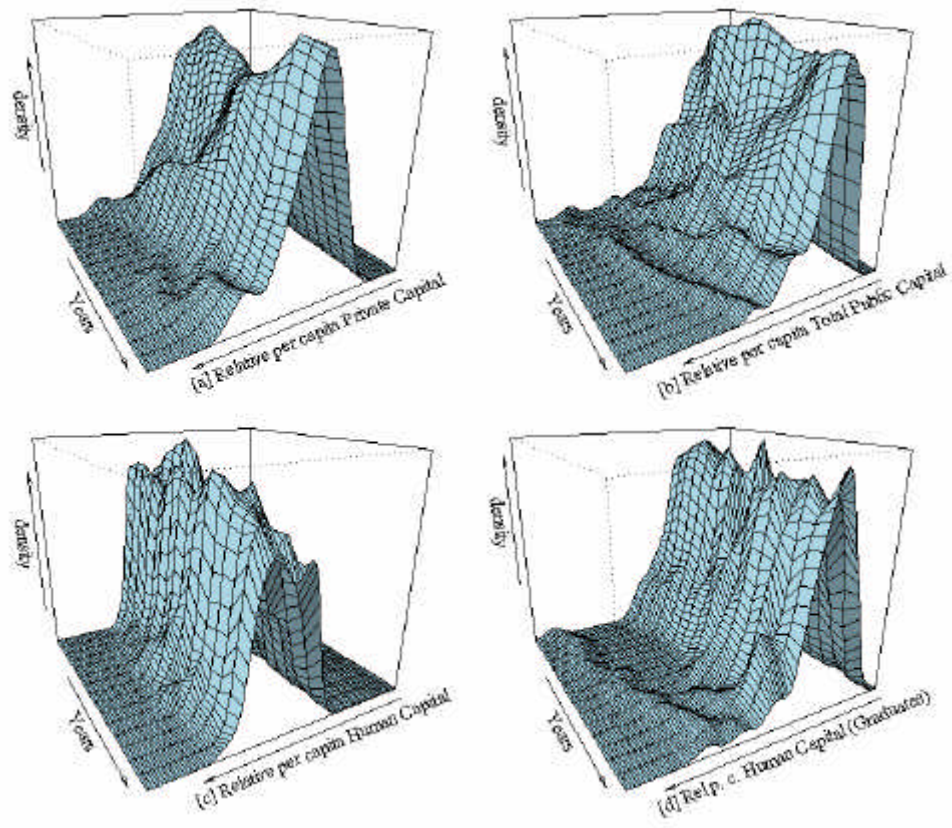 density
density
Years
[a] Relative per capita Private Capital
Years
[b] Relative per capita Total Public Capital
density
density
Years
[c] Relative per capita Human Capital
Years
[d] Rel p. c. Human Capital (Graduates)